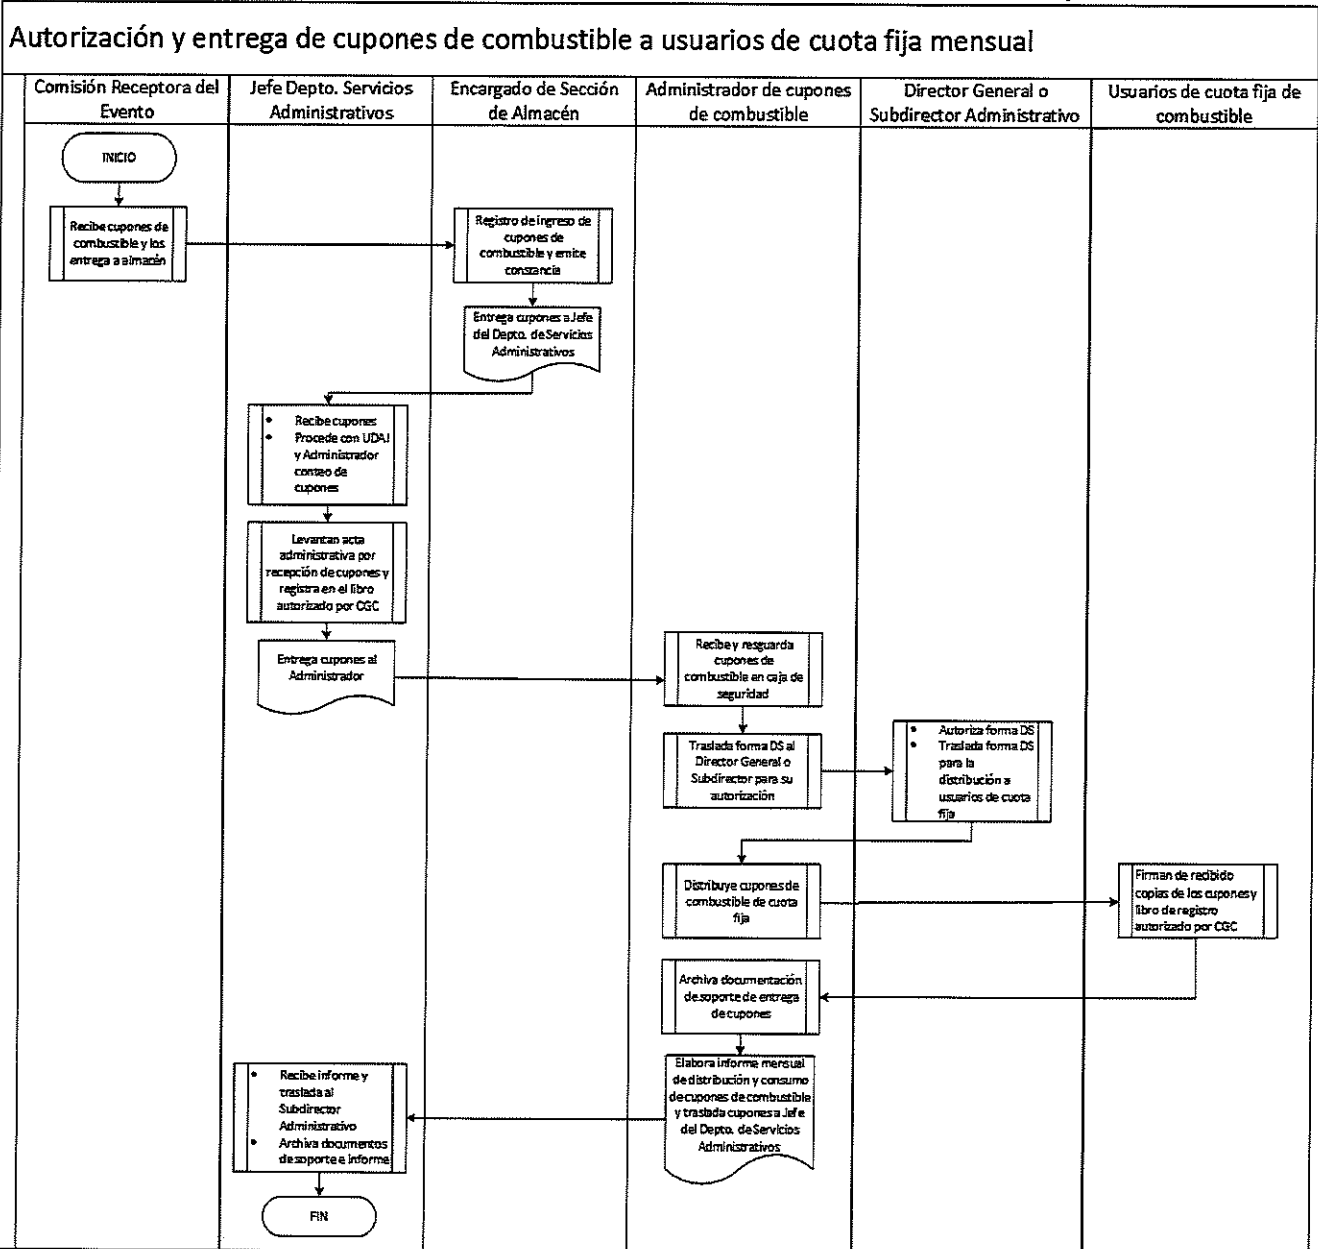 Autorización y entrega de cupones de combustible a usuarios de cuota fija mensual
Comisión Receptora del
Evento
Jefe Depto. Servicios
Administrativos
Encargado de Sección
de Almacén
Administrador de cupones
de combustible
Director General o
Subdirector Administrativo
Usuarios de cuota fija de
combustible
INICIO
Recibe cupones de
combustible y los
entrega a almacén
Registro de ingreso de
cupones de
combustible y emite
constancia
Entrega cupones a Jefe
del Depto. de Servicios
Administrativos
• Recibe cupones
• Procede con UDAI
y Administrador
conteo de
cupones
Levantan acta
administrativa por
recepción de cupones y
registra en el libro
autorizado por CGC
Entrega cupones al
Administrador
Recibe y resguarda
cupones de
combustible en caja de
seguridad
Traslada forma DS al
Director General o
Subdirector para su
autorización
• Autoriza forma DS
• Traslada forma DS
para la
distribución a
usuarios de cuota
fija
Distribuye cupones de
combustible de cuota
fija
Firman de recibido
copias de los cupones y
libro de registro
autorizado por CGC
Archiva documentación
de soporte de entrega
de cupones
Elabora informe mensual
de distribución y consumo
de cupones de combustible
y traslada cupones a Jefe
del Depto. de Servicios
Administrativos
• Recibe informe y
traslada al
Subdirector
Administrativo
• Archiva documentos
de soporte e informe
FIN